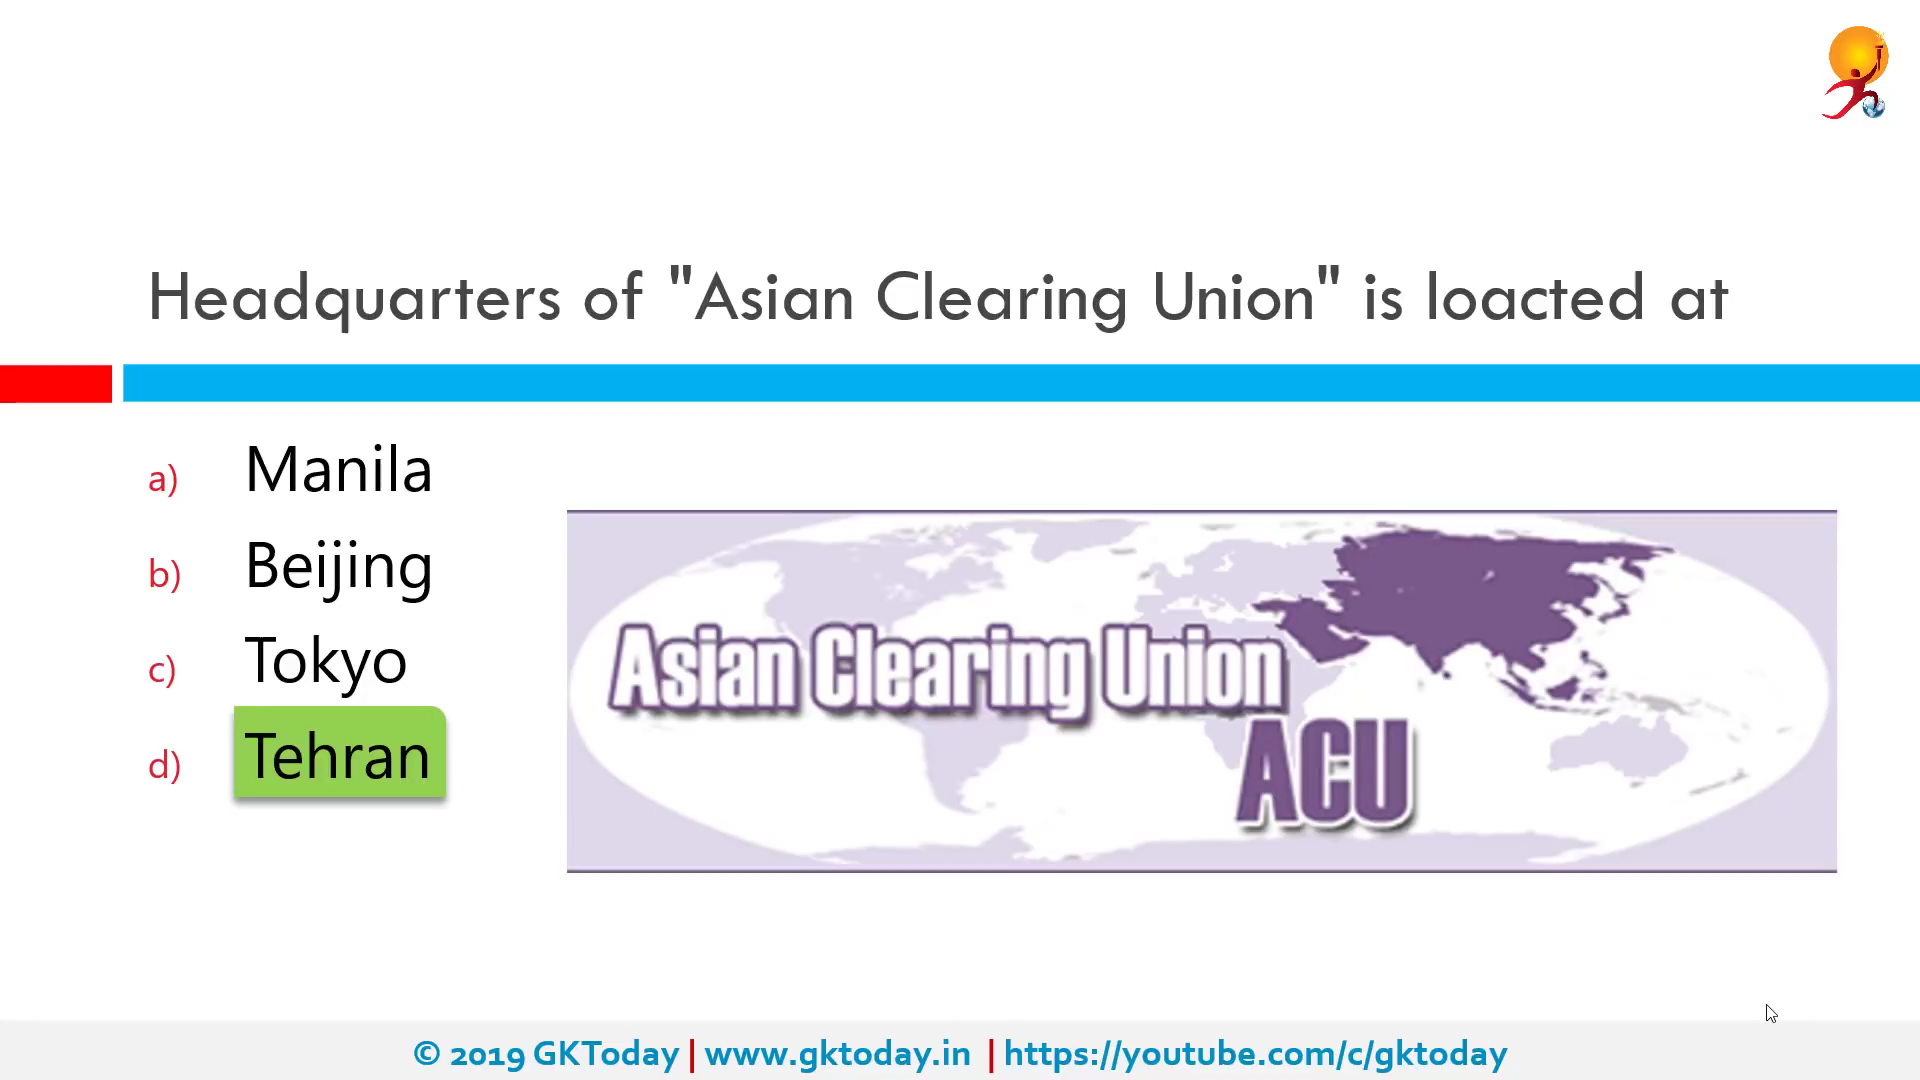 Headquarters of "Asian Clearing Union" is loacted at
a) Manila
b) Beijing
c) Tokyo
d) Tehran
Asian Clearing Union
ACU
© 2019 GKToday | www.gktoday.in | https://youtube.com/c/gktoday